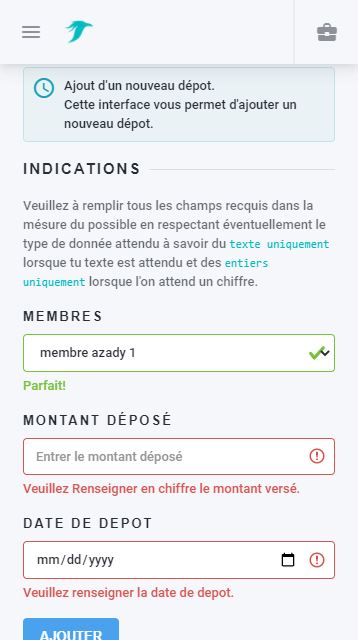 Ajout d'un nouveau dépot.
Cette interface vous permet d'ajouter un
nouveau dépot.
INDICATIONS
Veuillez à remplir tous les champs recquis dans la
mésure du possible en respectant éventuellement le
type de donnée attendu à savoir du texte uniquement
lorsque tu texte est attendu et des entiers
uniquement lorsque l'on attend un chiffre.
MEMBRES
membre azady 1
Parfait!
MONTANT DÉPOSÉ
Entrer le montant déposé
Veuillez Renseigner en chiffre le montant versé.
DATE DE DEPOT
mm/dd/yyyy
Veuillez renseigner la date de depot.
AJOUTER